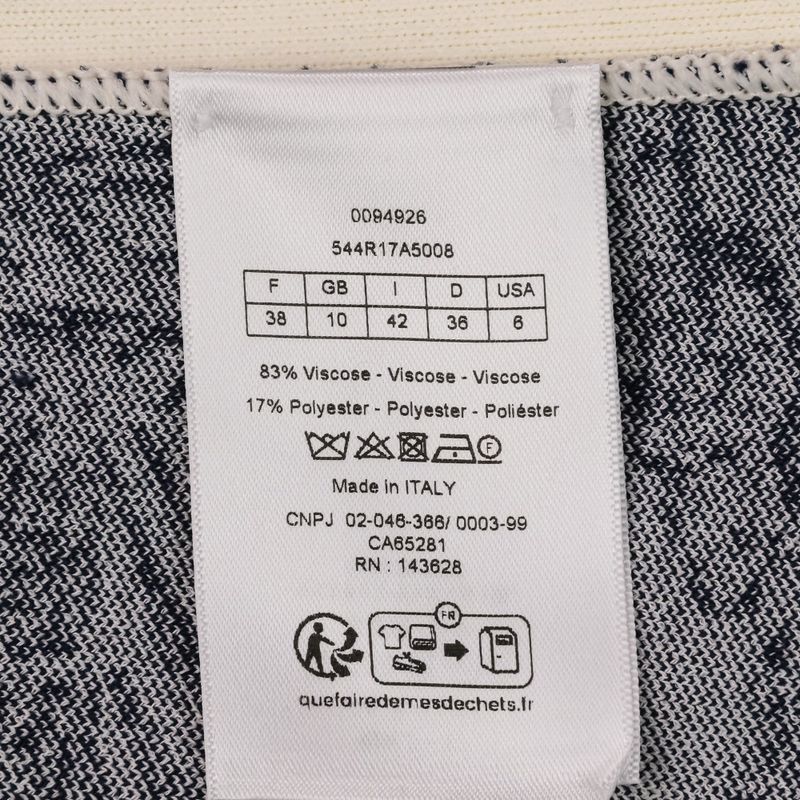 0094926
544R17A5008
F GB I D USA
38 10 42 36 6
83% Viscose - Viscose - Viscose
17% Polyester - Polyester - Poliéster
F
Made in ITALY
CNPJ 02-046-366/ 0003-99
CA65281
RN : 143628
FR
quefairedemesdechets.fr